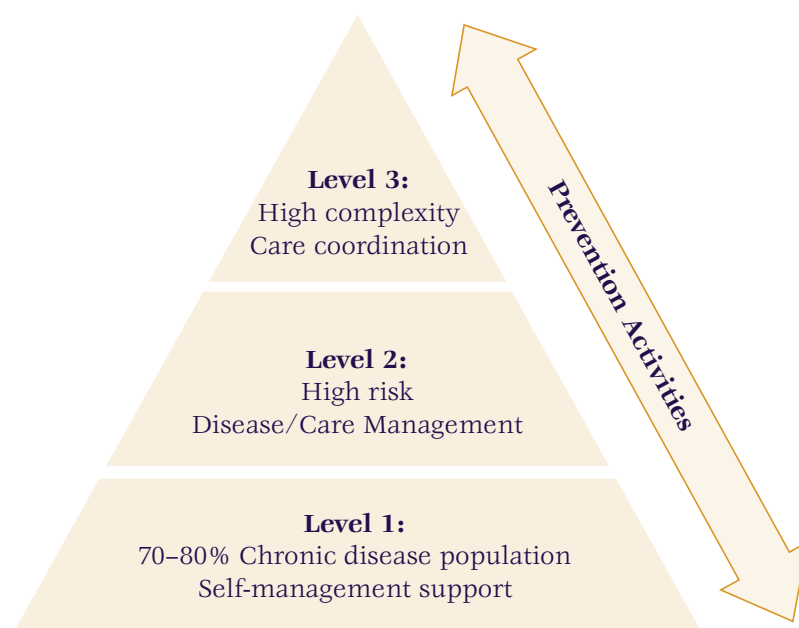 Level 3:
High complexity
Care coordination
Prevention Activities
Level 2:
High risk
Disease/Care Management
Level 1:
70–80% Chronic disease population
Self-management support